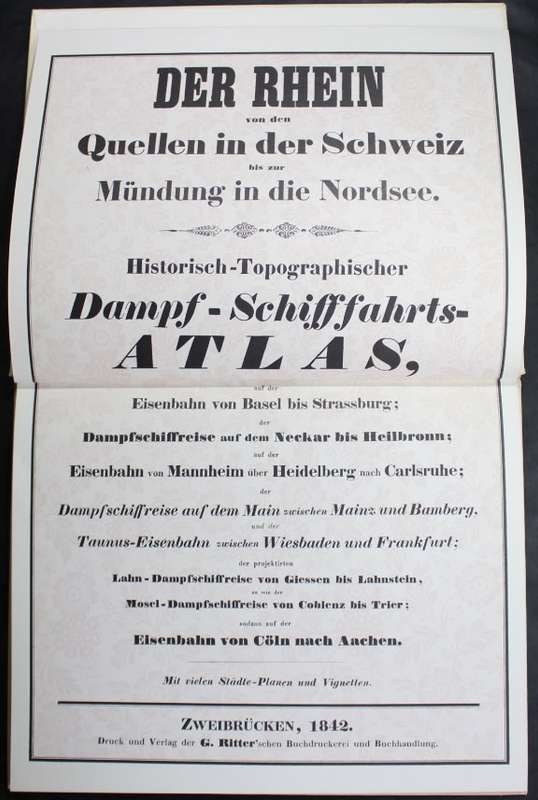 DER RHEIN
von den
Quellen in der Schweiz
bis zur
Mündung in die Nordsee.
Historisch-Topographischer
Dampf-Schifffahrts-
ATLAS,
auf der
Eisenbahn von Basel bis Strassburg;
der
Dampfschiffreise auf dem Neckar bis Heilbronn;
auf der
Eisenbahn von Mannheim über Heidelberg nach Carlsruhe;
der
Dampfschiffreise auf dem Main zwischen Mainz und Bamberg,
und der
Taunus-Eisenbahn zwischen Wiesbaden und Frankfurt;
der projektirten
Lahn-Dampfschiffreise von Giessen bis Lahnstein,
so wie der
Mosel-Dampfschiffreise von Coblenz bis Trier;
sodann auf der
Eisenbahn von Cöln nach Aachen.
Mit vielen Städte-Planen und Vignetten.
ZWEIBRÜCKEN, 1842.
Druck und Verlag der G. Ritter'schen Buchdruckerei und Buchhandlung.